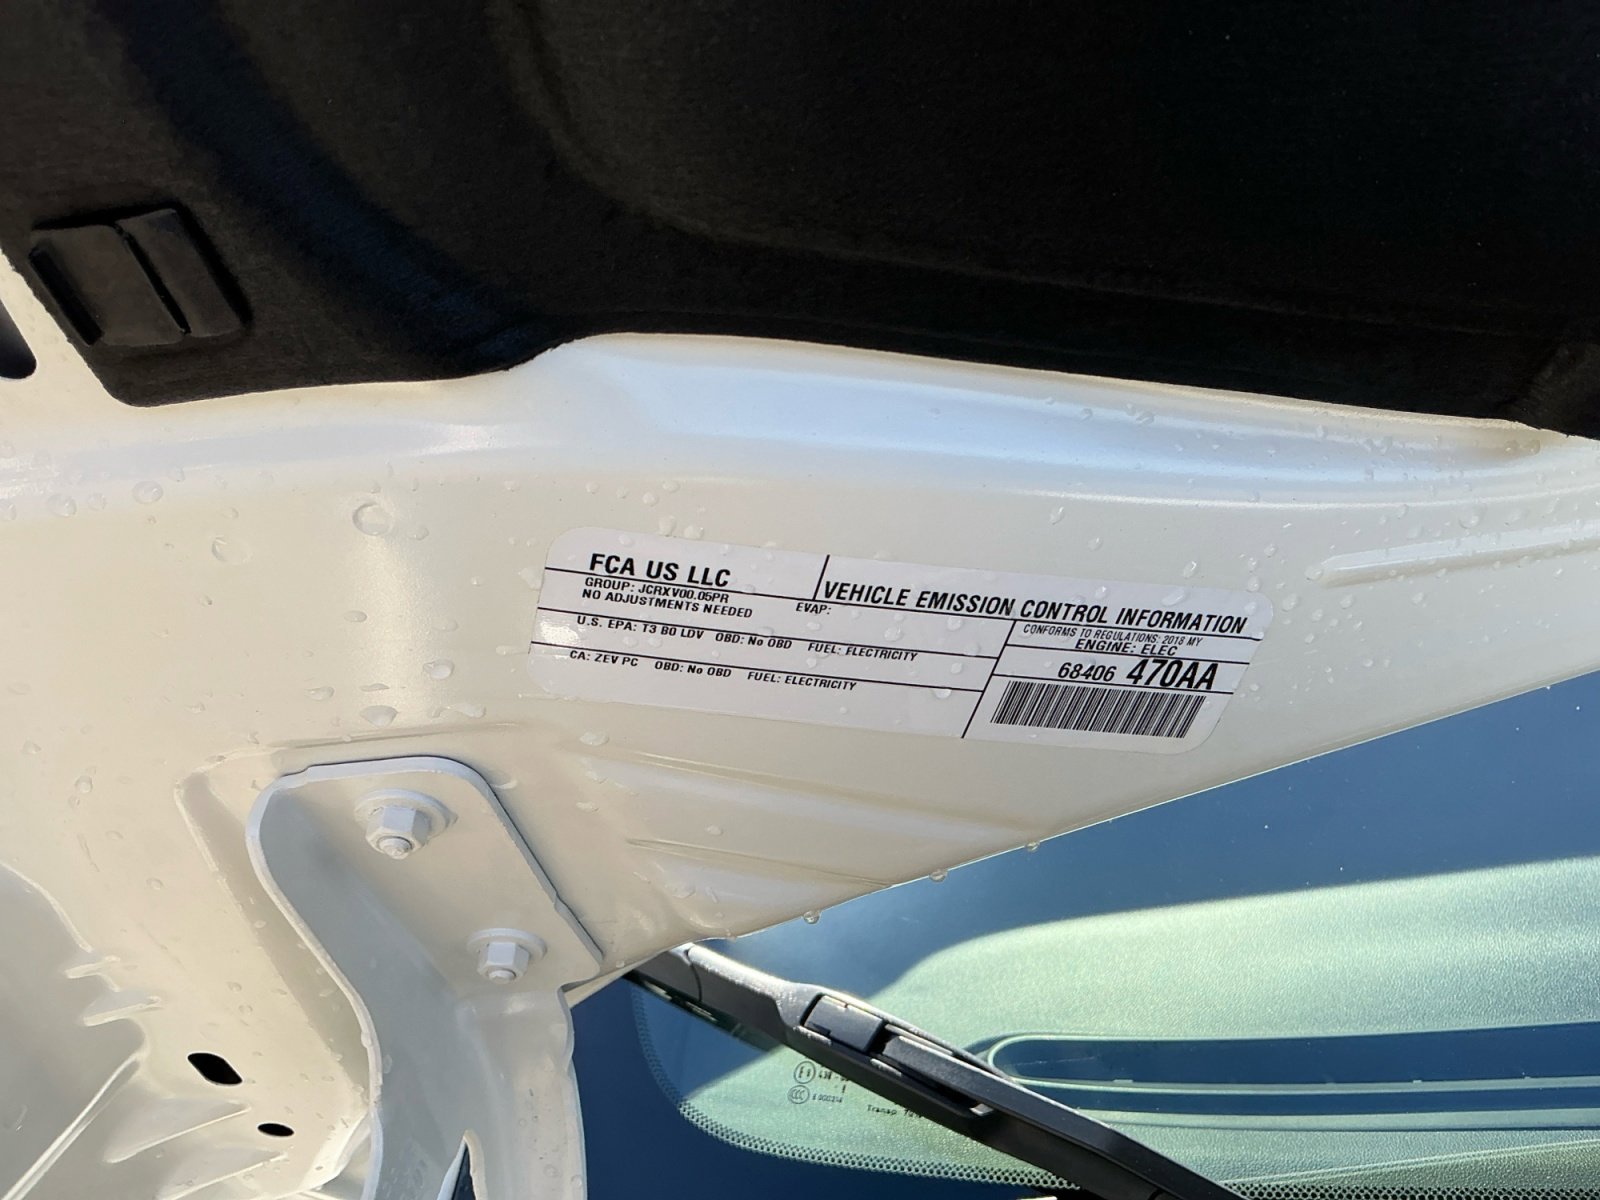 FCA US LLC
GROUP: JCRXV00.05PR
NO ADJUSTMENTS NEEDED
EVAP:
VEHICLE EMISSION CONTROL INFORMATION
CONFORMS TO REGULATIONS: 2018 MY
U.S. EPA: T3 B0 LDV OBD: No OBD FUEL: ELECTRICITY
ENGINE: ELEC
CA: ZEV PC OBD: No OBD FUEL: ELECTRICITY
68406 470AA
Transp